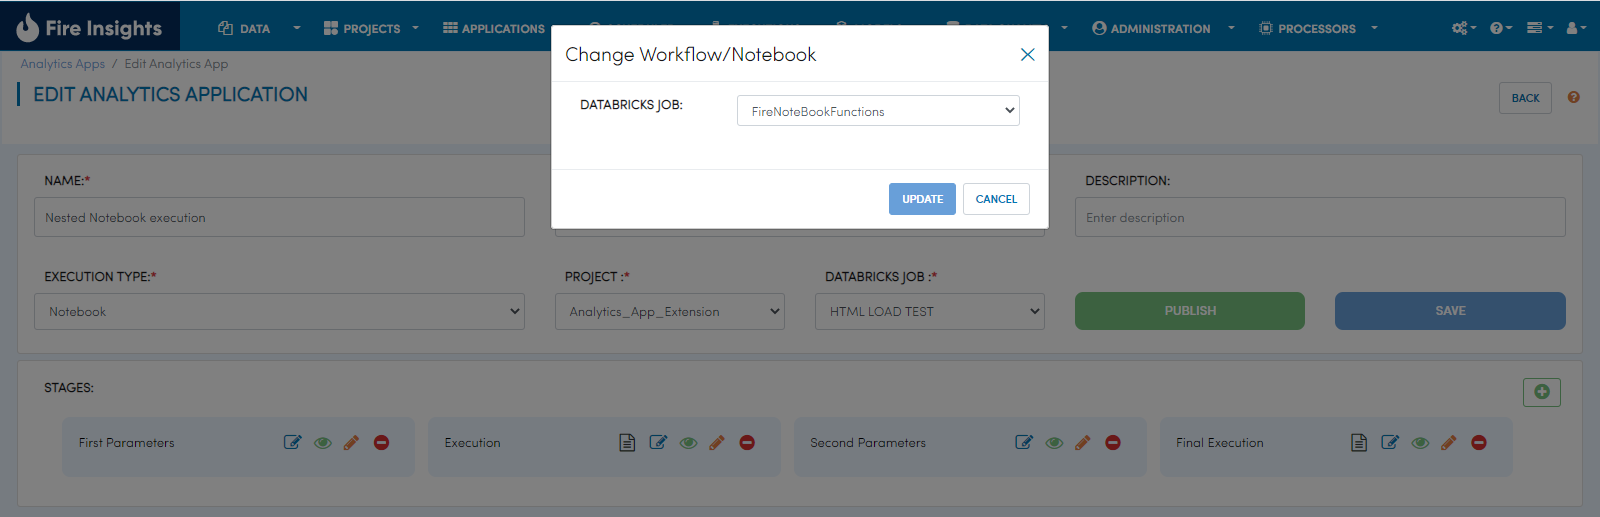 Fire Insights
DATA
PROJECTS
APPLICATIONS
ADMINISTRATION
PROCESSORS
Analytics Apps / Edit Analytics App
EDIT ANALYTICS APPLICATION
BACK
Change Workflow/Notebook
DATABRICKS JOB:
FireNoteBookFunctions
UPDATE
CANCEL
NAME:*
DESCRIPTION:
Nested Notebook execution
Enter description
EXECUTION TYPE:*
PROJECT :*
DATABRICKS JOB :*
Notebook
Analytics_App_Extension
HTML LOAD TEST
PUBLISH
SAVE
STAGES:
First Parameters
Execution
Second Parameters
Final Execution